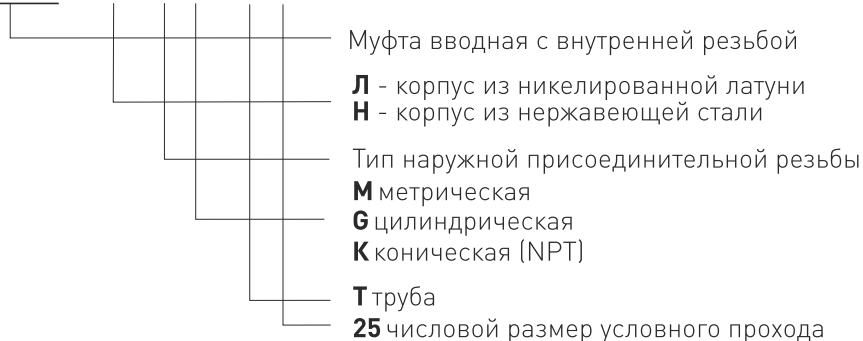 Муфта вводная с внутренней резьбой
Л - корпус из никелированной латуни
Н - корпус из нержавеющей стали
Тип наружной присоединительной резьбы
М метрическая
G цилиндрическая
К коническая (NPT)
Т труба
25 числовой размер условного прохода